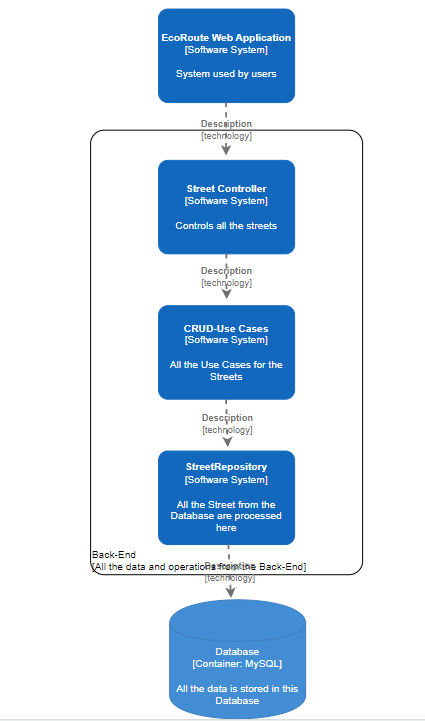 EcoRoute Web Application
[Software System]
System used by users
Description
[technology]
Street Controller
[Software System]
Controls all the streets
Description
[technology]
CRUD-Use Cases
[Software System]
All the Use Cases for the
Streets
Description
[technology]
StreetRepository
[Software System]
All the Street from the
Database are processed
here
Back-End
[All the data and operations from the Back-End]
Description
[technology]
Database
[Container: MySQL]
All the data is stored in this
Database